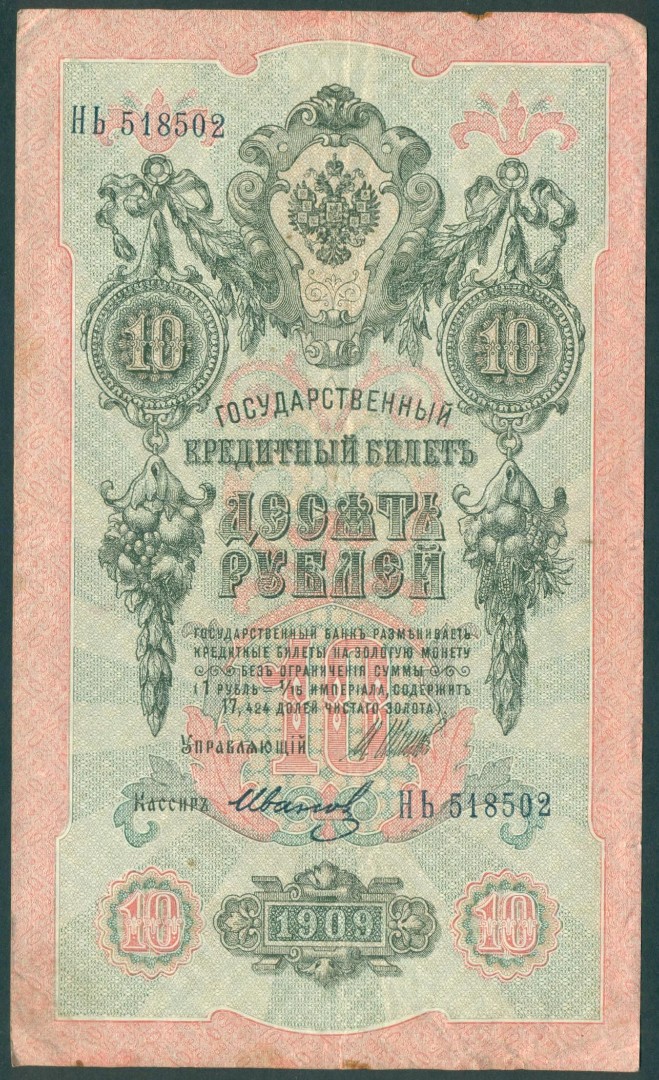 НЬ 518502
10 10
ГОСУДАРСТВЕННЫЙ
КРЕДИТНЫЙ БИЛЕТЪ
ДЕСЯТЬ
РУБЛЕЙ
ГОСУДАРСТВЕННЫЙ БАНКЪ РАЗМѢНИВАЕТЪ
КРЕДИТНЫЕ БИЛЕТЫ НА ЗОЛОТУЮ МОНЕТУ
БЕЗЪ ОГРАНИЧЕНІЯ СУММЫ
(1 РУБЛЬ = 1/15 ИМПЕРІАЛА, СОДЕРЖИТЪ
17,424 ДОЛЕЙ ЧИСТАГО ЗОЛОТА).
10
УПРАВЛЯЮЩІЙ
КАССИРЪ Иванов НЬ 518502
10 1909 10